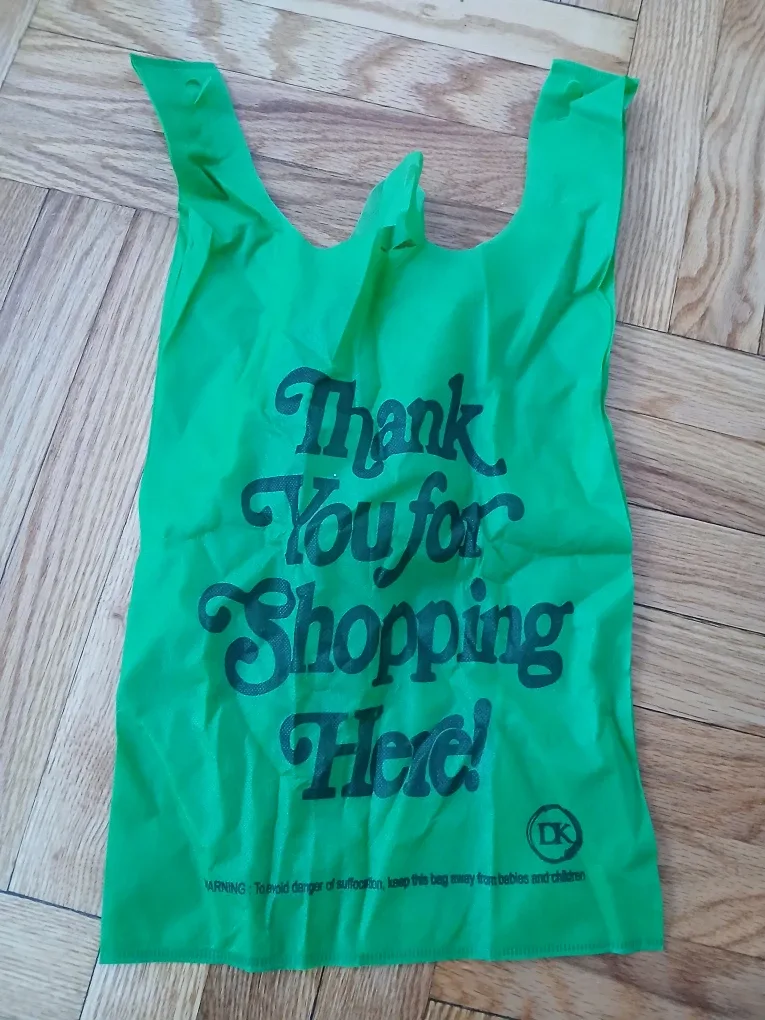 Thank
You for
Shopping
Here!
DK
WARNING : To avoid danger of suffocation, keep this bag away from babies and children